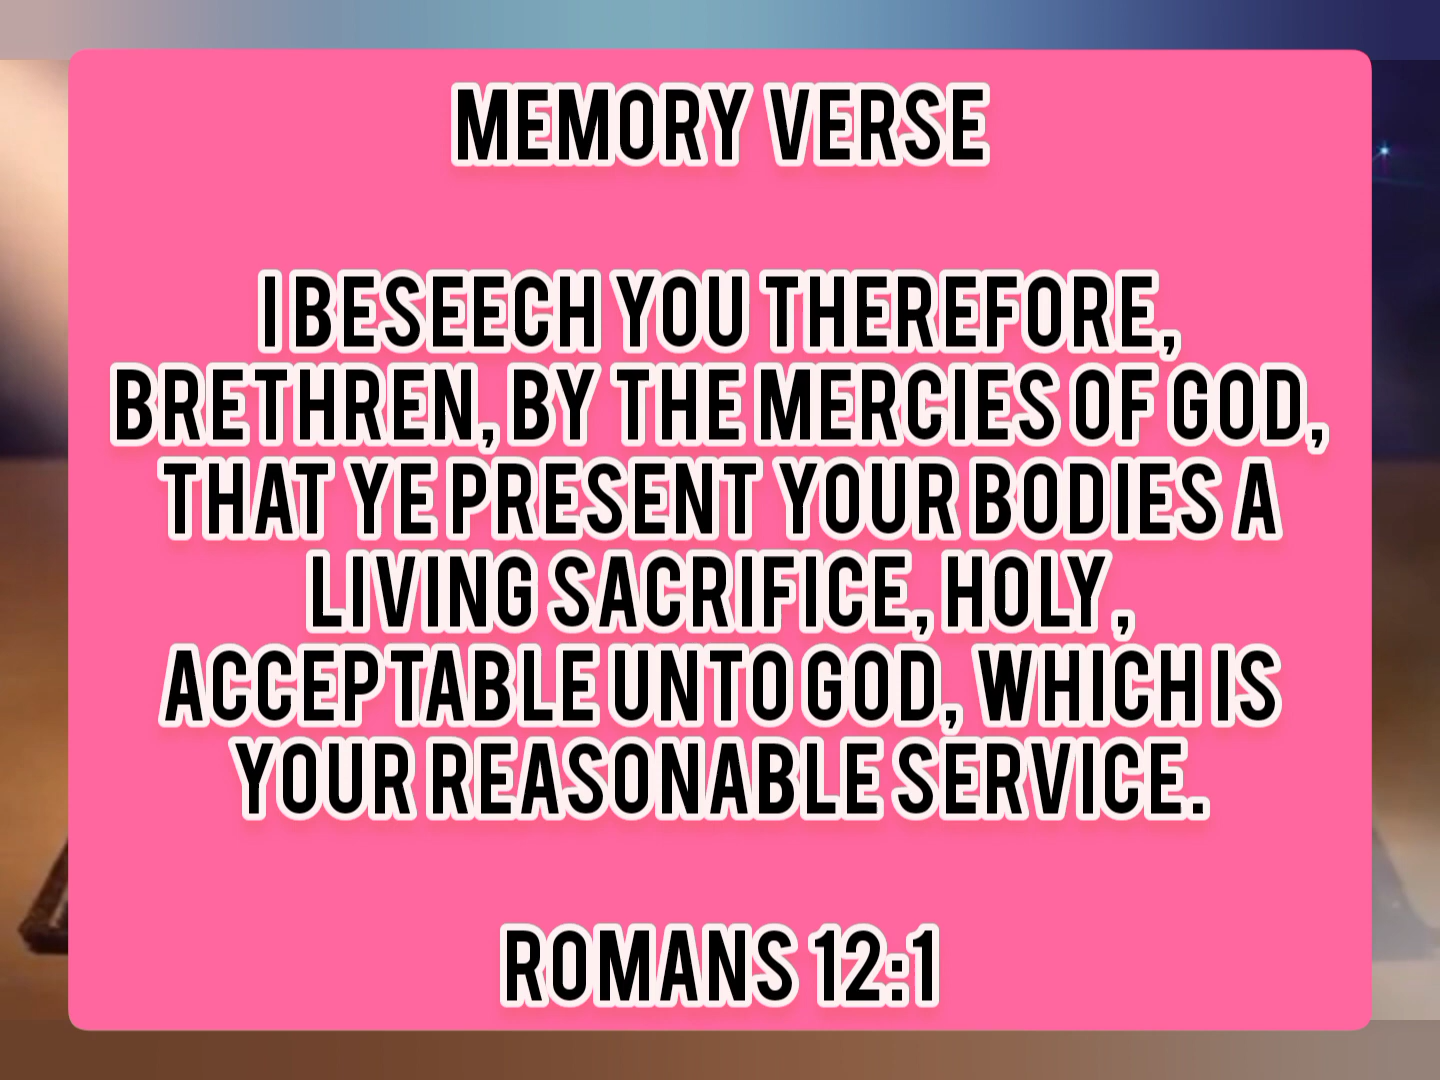 MEMORY VERSE
I BESEECH YOU THEREFORE,
BRETHREN, BY THE MERCIES OF GOD,
THAT YE PRESENT YOUR BODIES A
LIVING SACRIFICE, HOLY,
ACCEPTABLE UNTO GOD, WHICH IS
YOUR REASONABLE SERVICE.
ROMANS 12:1